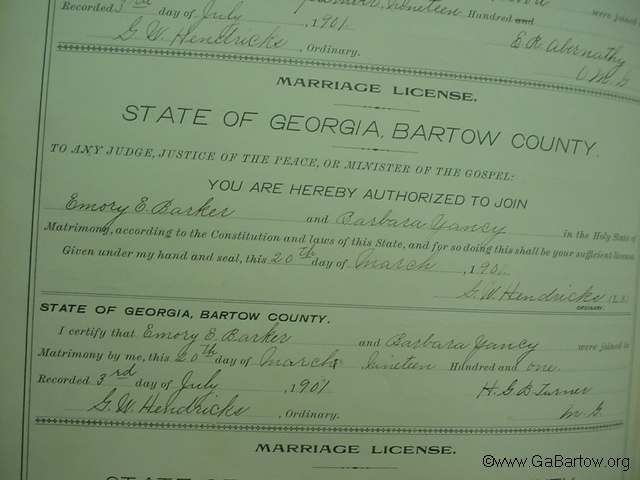 Hundred and were joined
Recorded 3rd day of July , 1901
G. W. Hendricks , Ordinary.
E. R. Abernathy
M. G
MARRIAGE LICENSE.
STATE OF GEORGIA, BARTOW COUNTY.
TO ANY JUDGE, JUSTICE OF THE PEACE, OR MINISTER OF THE GOSPEL:
YOU ARE HEREBY AUTHORIZED TO JOIN
Emory E. Barker and Barbara Yancy in the Holy State of
Matrimony, according to the Constitution and laws of this State, and for so doing this shall be your sufficient license.
Given under my hand and seal, this 20th day of March , 1901
G. W. Hendricks (L. S.)
ORDINARY.
STATE OF GEORGIA, BARTOW COUNTY.
I certify that Emory E. Barker and Barbara Yancy were joined in
Matrimony by me, this 20th day of March nineteen Hundred and one
Recorded 3rd day of July , 1901 H. G. B. Turner
G. W. Hendricks , Ordinary. M. G.
MARRIAGE LICENSE.
©www.GaBartow.org